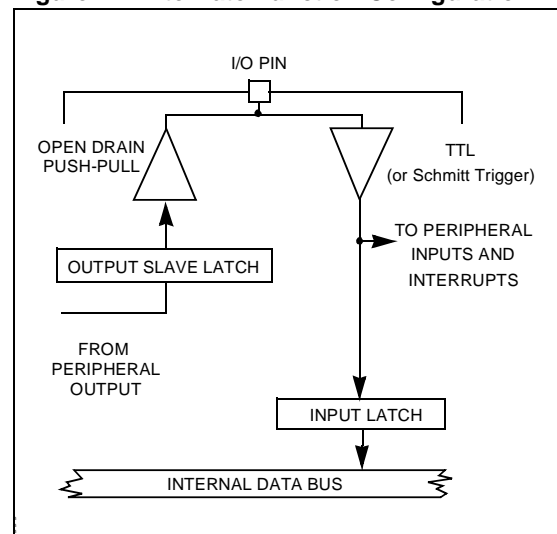 I/O PIN
OPEN DRAIN
PUSH-PULL
TTL
(or Schmitt Trigger)
TO PERIPHERAL
INPUTS AND
INTERRUPTS
OUTPUT SLAVE LATCH
FROM
PERIPHERAL
OUTPUT
INPUT LATCH
INTERNAL DATA BUS